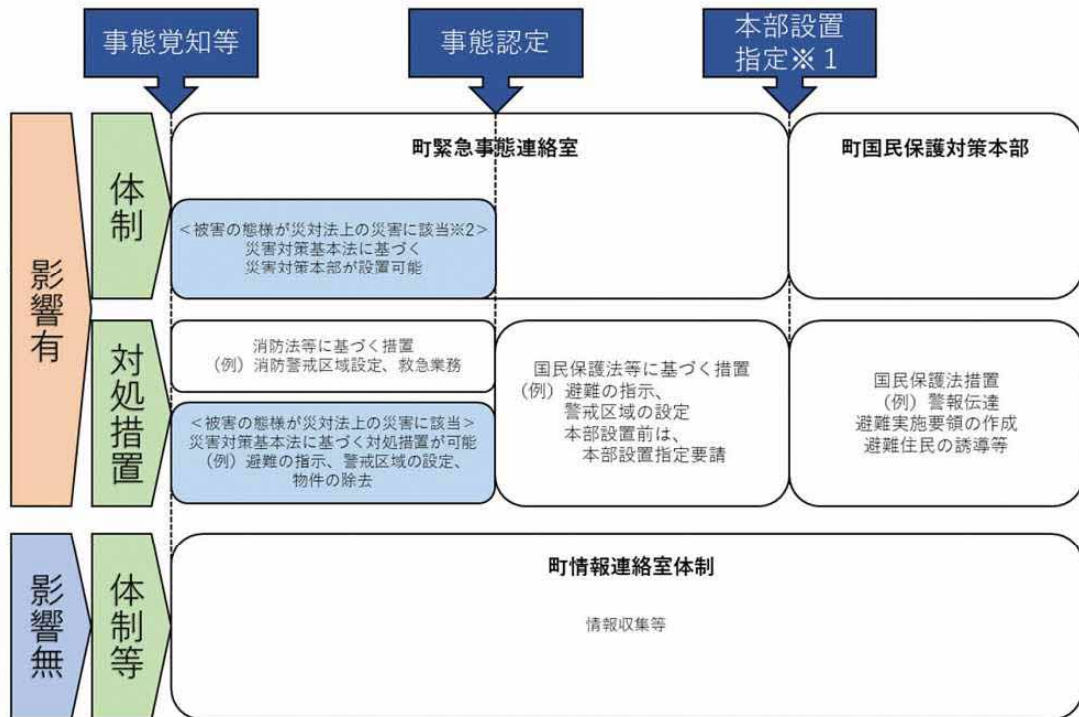 事態覚知等
事態認定
本部設置
指定※１
影響有
体制
町緊急事態連絡室
町国民保護対策本部
＜被害の態様が災対法上の災害に該当※2＞
災害対策基本法に基づく
災害対策本部が設置可能
対処措置
消防法等に基づく措置
（例）消防警戒区域設定、救急業務
＜被害の態様が災対法上の災害に該当＞
災害対策基本法に基づく対処措置が可能
（例）避難の指示、警戒区域の設定、
物件の除去
国民保護法等に基づく措置
（例）避難の指示、
警戒区域の設定
本部設置前は、
本部設置指定要請
国民保護法措置
（例）警報伝達
避難実施要領の作成
避難住民の誘導等
影響無
体制等
町情報連絡室体制
情報収集等